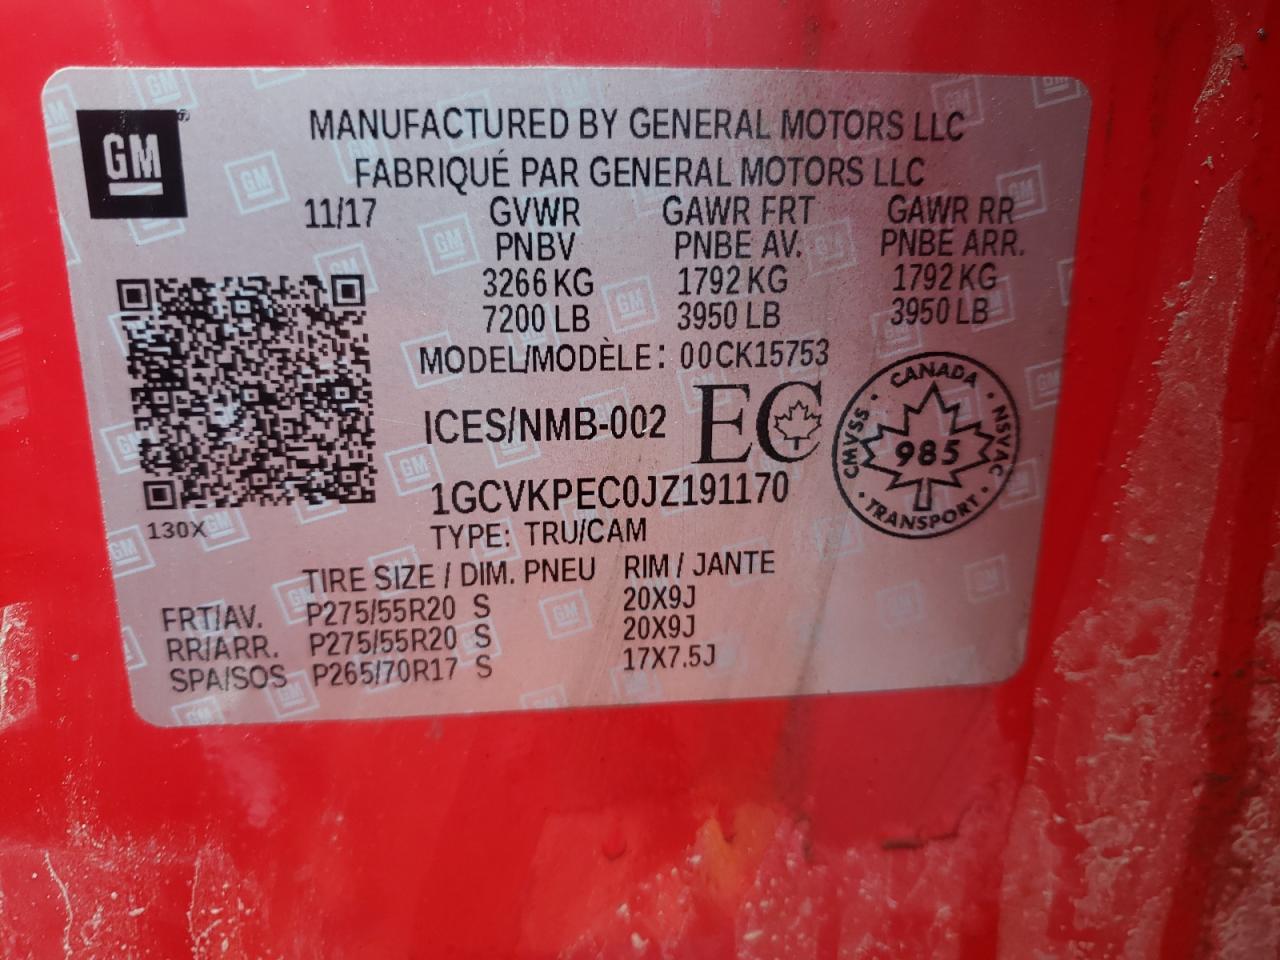 GM
MANUFACTURED BY GENERAL MOTORS LLC
FABRIQUÉ PAR GENERAL MOTORS LLC
11/17 GVWR GAWR FRT GAWR RR
PNBV PNBE AV. PNBE ARR.
3266 KG 1792 KG 1792 KG
7200 LB 3950 LB 3950 LB
MODEL/MODÈLE: 00CK15753
ICES/NMB-002 EC
CANADA
CMVSS 985 NSVAC
TRANSPORT
1GCVKPEC0JZ191170
130X
TYPE: TRU/CAM
TIRE SIZE / DIM. PNEU RIM / JANTE
FRT/AV. P275/55R20 S 20X9J
RR/ARR. P275/55R20 S 20X9J
SPA/SOS P265/70R17 S 17X7.5J